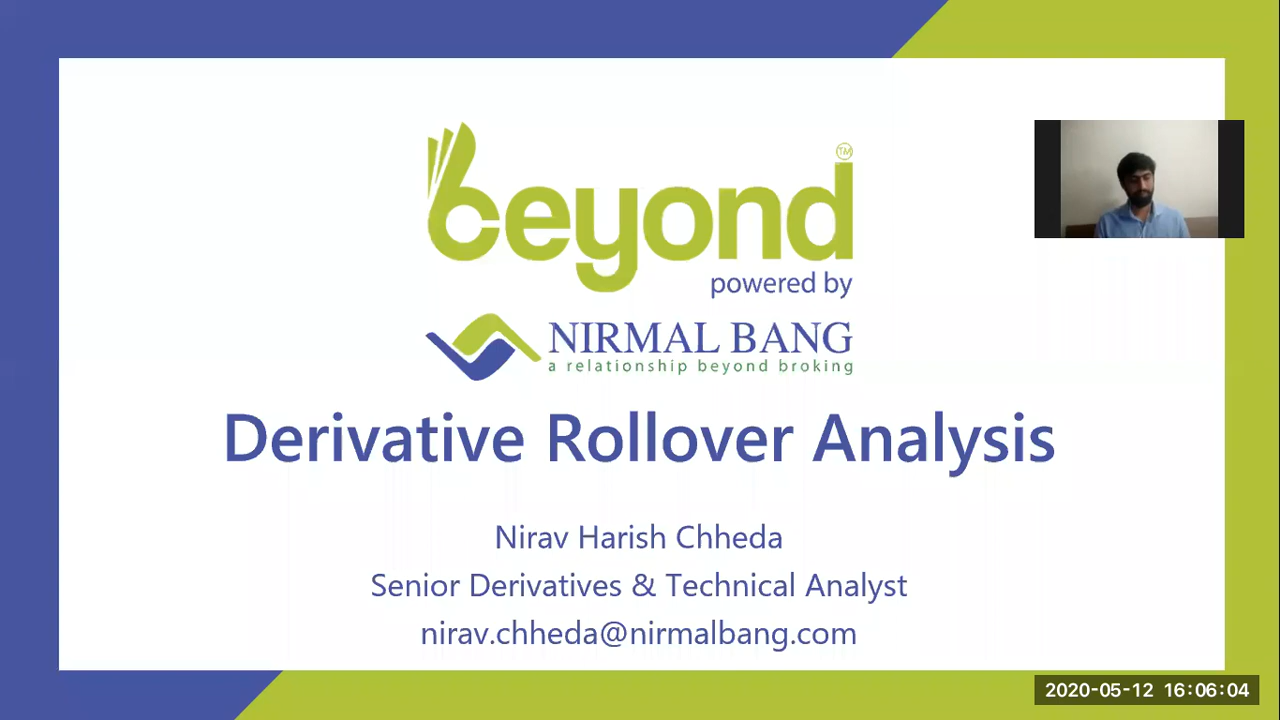 beyond
TM
powered by
NIRMAL BANG
a relationship beyond broking
Derivative Rollover Analysis
Nirav Harish Chheda
Senior Derivatives & Technical Analyst
nirav.chheda@nirmalbang.com
2020-05-12 16:06:04